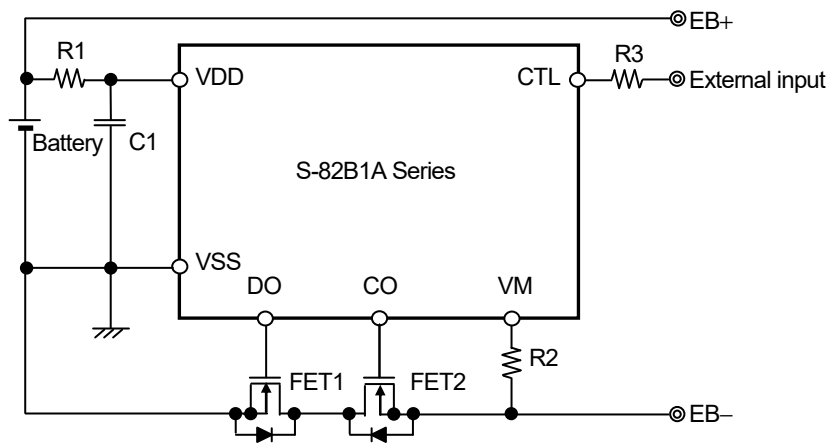 EB+
R1
R3
VDD
CTL
External input
Battery
C1
S-82B1A Series
VSS
DO
CO
VM
R2
FET1
FET2
EB−